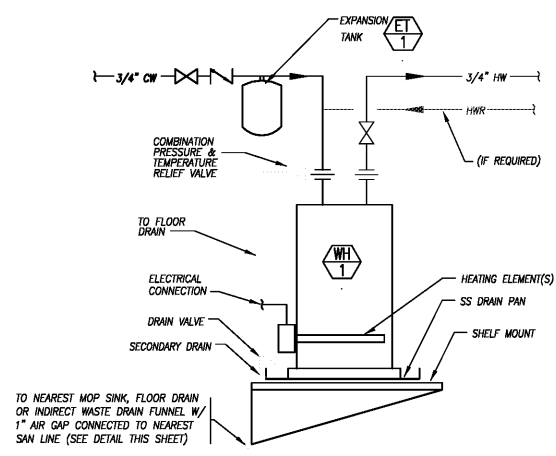 EXPANSION
TANK
ET
1
3/4" CW
3/4" HW
HWR
(IF REQUIRED)
COMBINATION
PRESSURE &
TEMPERATURE
RELIEF VALVE
TO FLOOR
DRAIN
WH
1
ELECTRICAL
CONNECTION
HEATING ELEMENT(S)
SS DRAIN PAN
DRAIN VALVE
SHELF MOUNT
SECONDARY DRAIN
TO NEAREST MOP SINK, FLOOR DRAIN
OR INDIRECT WASTE DRAIN FUNNEL W/
1" AIR GAP CONNECTED TO NEAREST
SAN LINE (SEE DETAIL THIS SHEET)